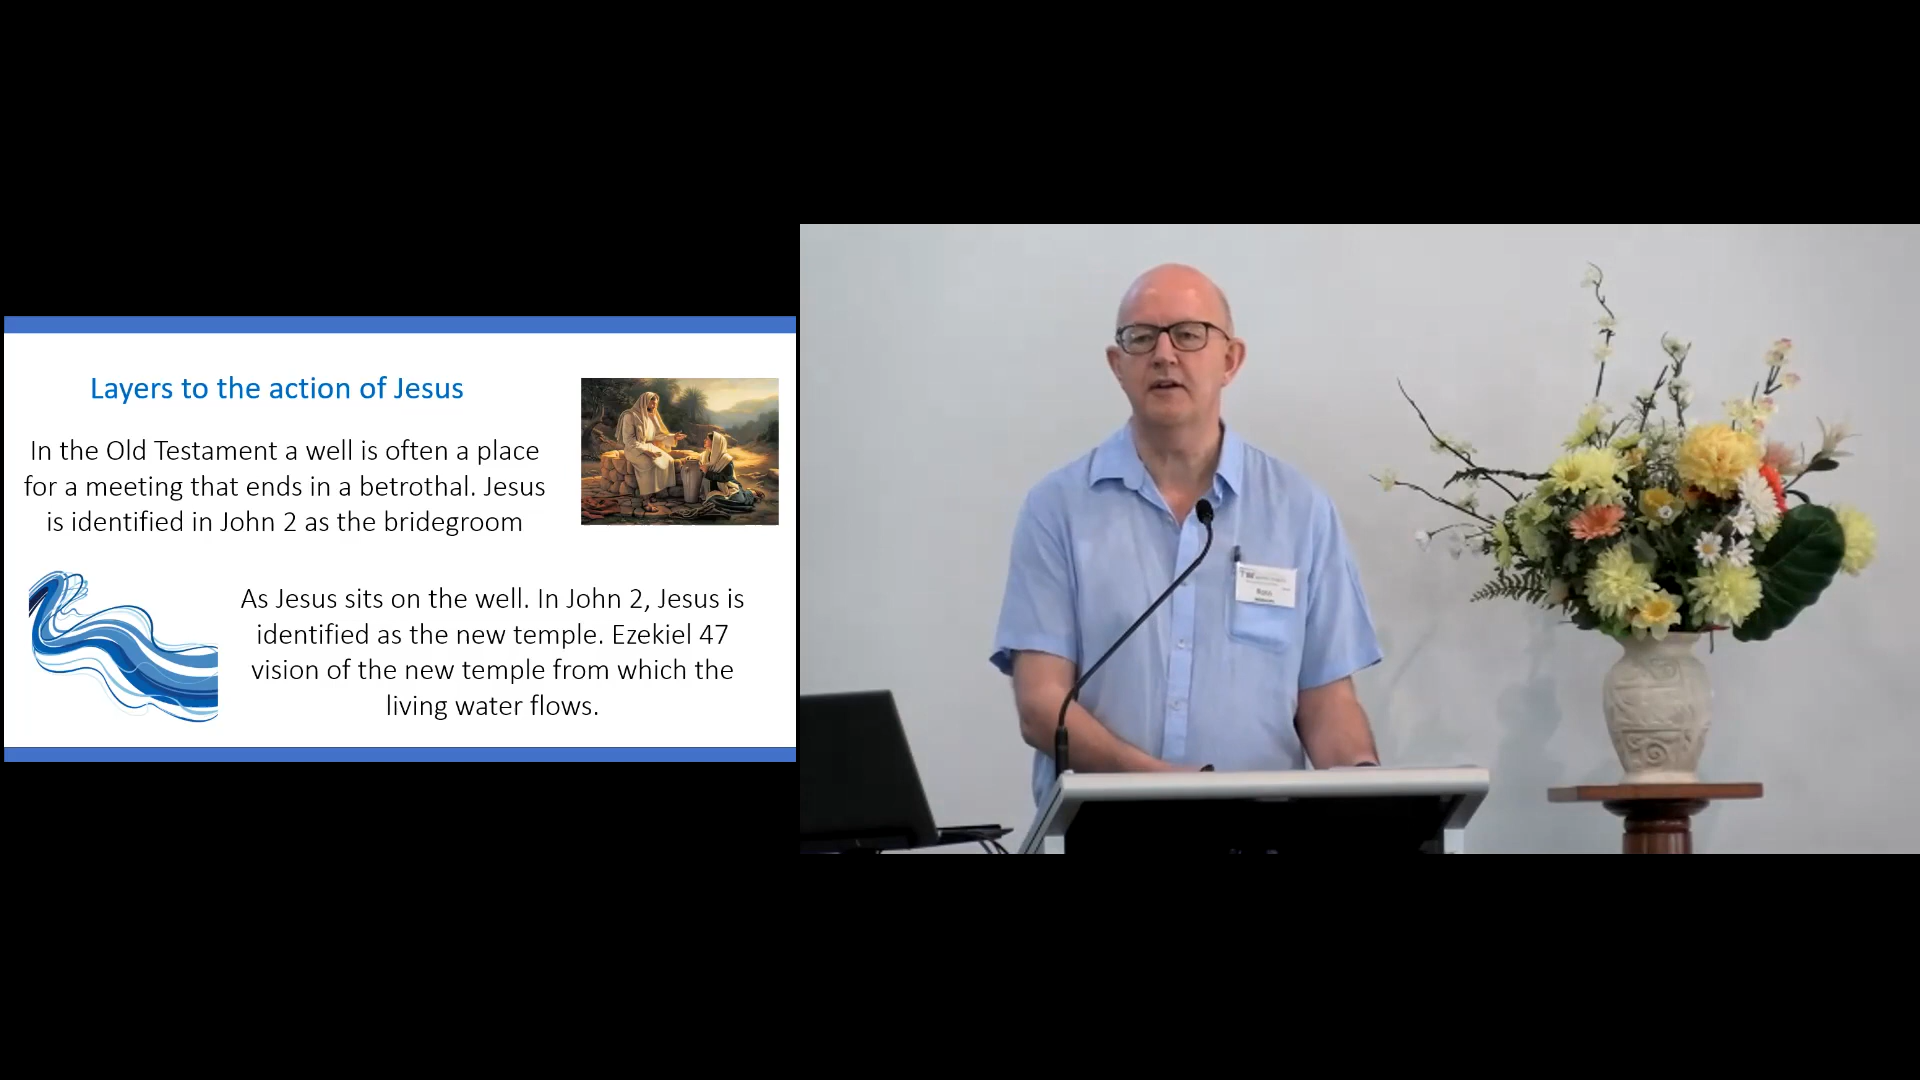 Layers to the action of Jesus
In the Old Testament a well is often a place
for a meeting that ends in a betrothal. Jesus
is identified in John 2 as the bridegroom
As Jesus sits on the well. In John 2, Jesus is
identified as the new temple. Ezekiel 47
vision of the new temple from which the
living water flows.